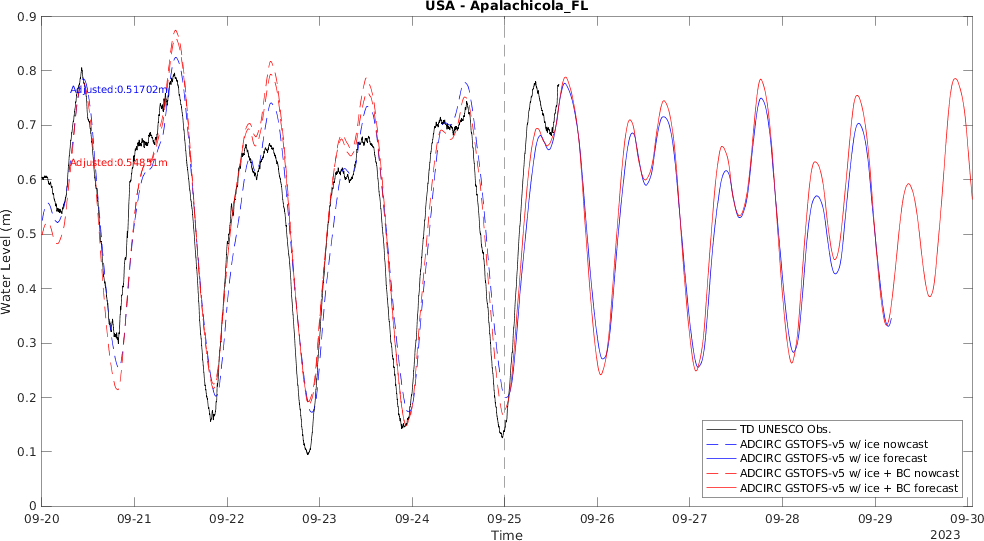 USA - Apalachicola_FL
0.9
0.8
0.7
0.6
0.5
0.4
0.3
0.2
0.1
0
Water Level (m)
Adjusted:0.51702m
Adjusted:0.54851m
TD UNESCO Obs.
ADCIRC GSTOFS-v5 w/ ice nowcast
ADCIRC GSTOFS-v5 w/ ice forecast
ADCIRC GSTOFS-v5 w/ ice + BC nowcast
ADCIRC GSTOFS-v5 w/ ice + BC forecast
09-20 09-21 09-22 09-23 09-24 09-25 09-26 09-27 09-28 09-29 09-30
Time
2023